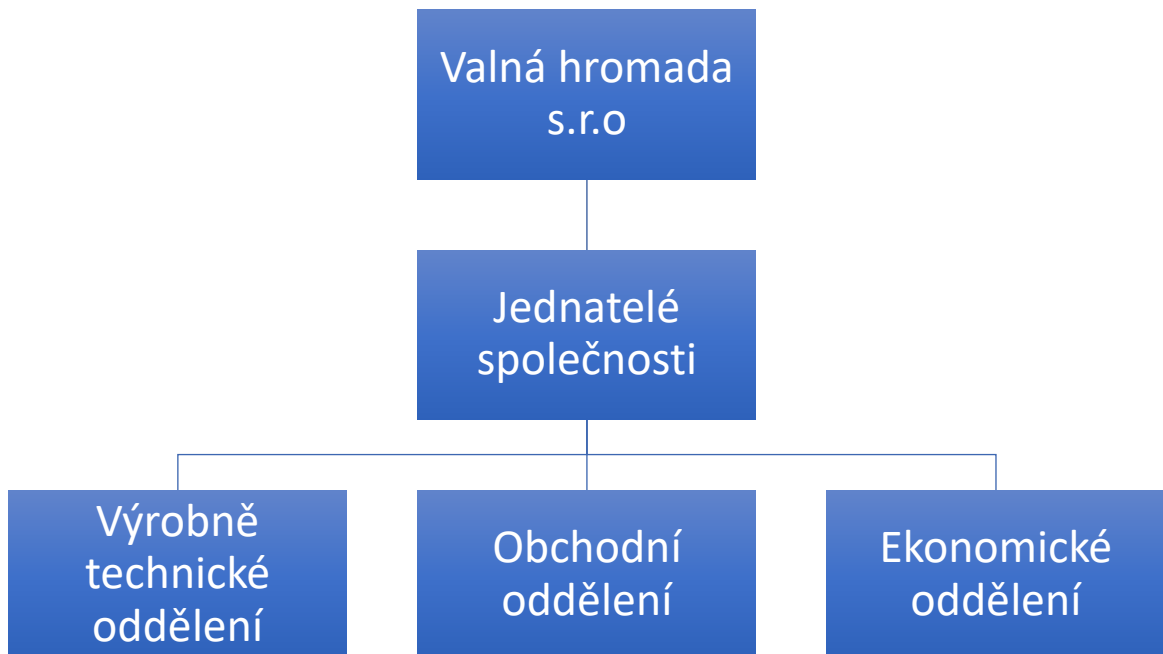 Valná hromada
s.r.o
Jednatelé
společnosti
Výrobně
technické
oddělení
Obchodní
oddělení
Ekonomické
oddělení